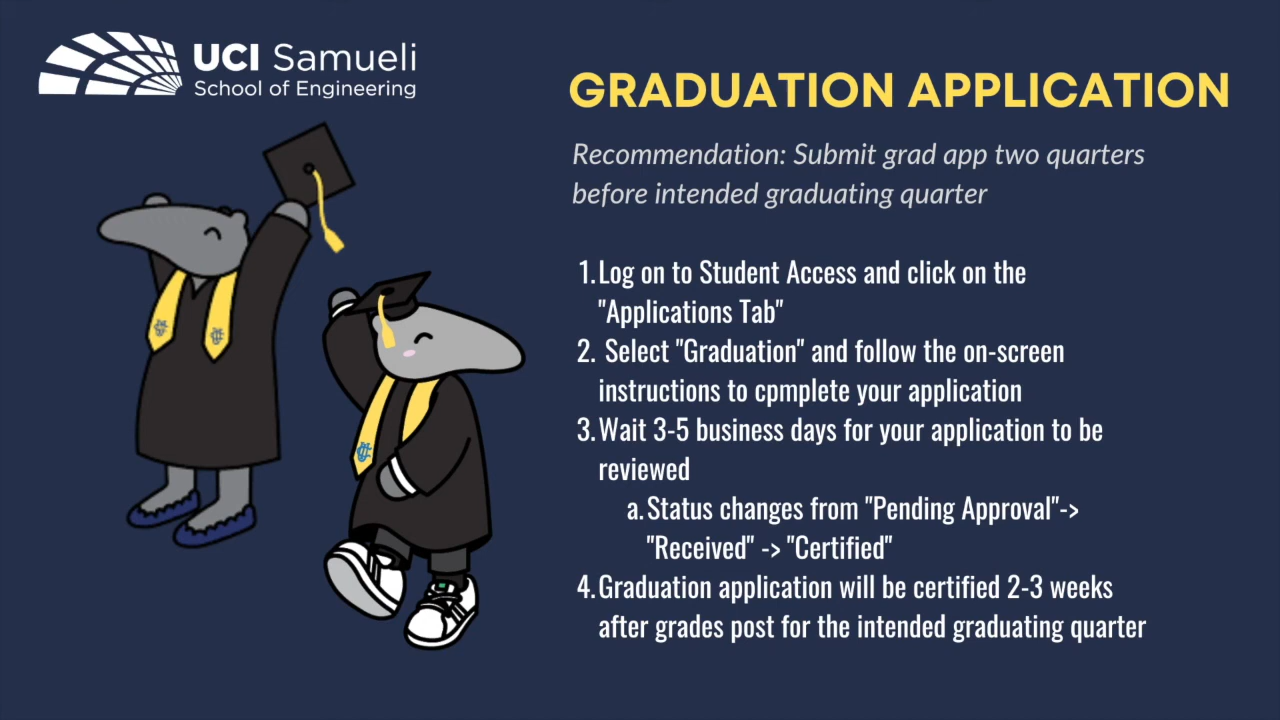 UCI Samueli
School of Engineering
GRADUATION APPLICATION
Recommendation: Submit grad app two quarters
before intended graduating quarter
1. Log on to Student Access and click on the
"Applications Tab"
2. Select "Graduation" and follow the on-screen
instructions to cpmplete your application
3. Wait 3-5 business days for your application to be
reviewed
a. Status changes from "Pending Approval"->
"Received" -> "Certified"
4. Graduation application will be certified 2-3 weeks
after grades post for the intended graduating quarter